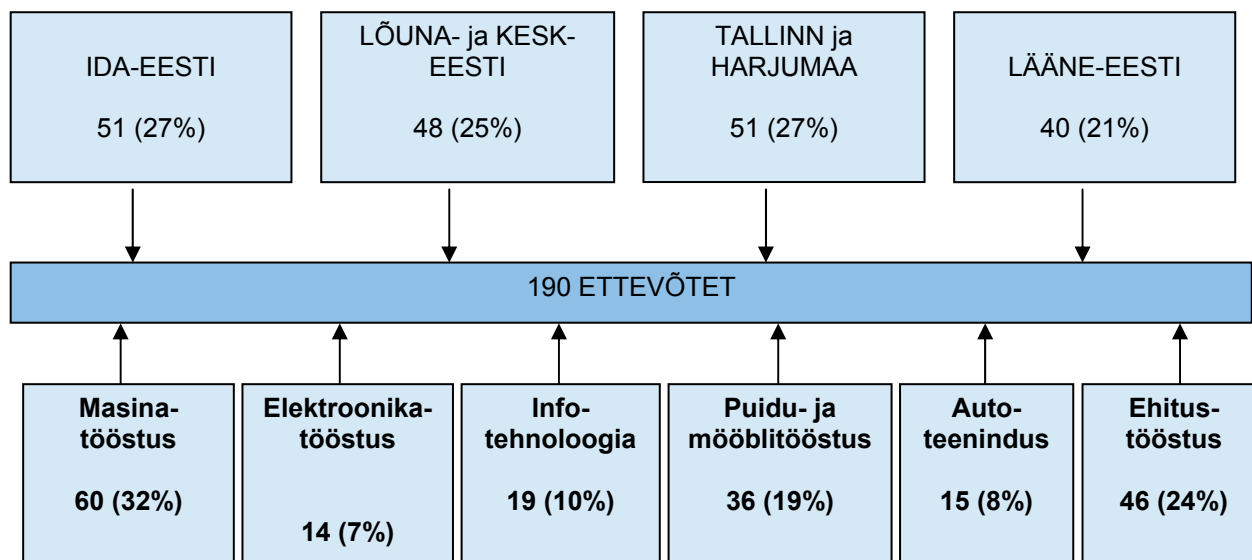 IDA-EESTI
51 (27%)
LÕUNA- ja KESK-
EESTI
48 (25%)
TALLINN ja
HARJUMAA
51 (27%)
LÄÄNE-EESTI
40 (21%)
190 ETTEVÕTET
Masina-
tööstus
60 (32%)
Elektroonika-
tööstus
14 (7%)
Info-
tehnoloogia
19 (10%)
Puidu- ja
mööblitööstus
36 (19%)
Auto-
teenindus
15 (8%)
Ehitus-
tööstus
46 (24%)